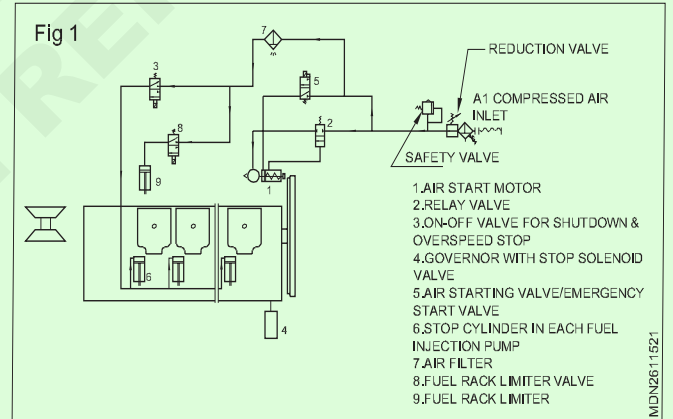 Fig 1
7
REDUCTION VALVE
3
5
A1 COMPRESSED AIR
INLET
8
2
SAFETY VALVE
9
1
1.AIR START MOTOR
2.RELAY VALVE
3.ON-OFF VALVE FOR SHUTDOWN &
OVERSPEED STOP
4.GOVERNOR WITH STOP SOLENOID
VALVE
5.AIR STARTING VALVE/EMERGENCY
START VALVE
6.STOP CYLINDER IN EACH FUEL
INJECTION PUMP
7.AIR FILTER
8.FUEL RACK LIMITER VALVE
9.FUEL RACK LIMITER
6
4
MDN2611521